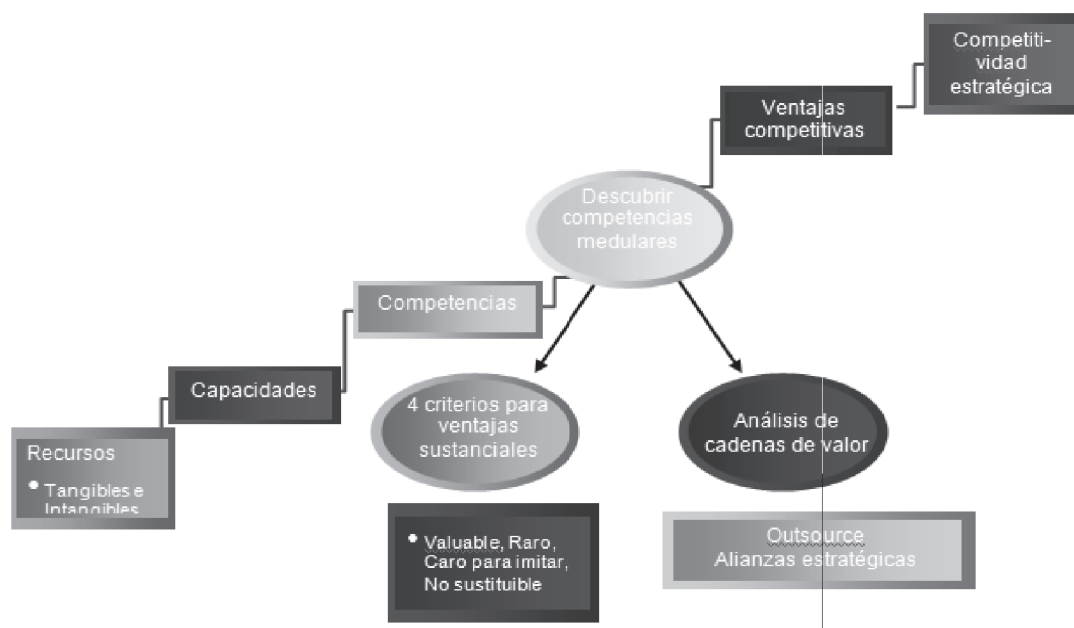 Competiti-
vidad
estratégica
Ventajas
competitivas
Descubrir
competencias
medulares
Competencias
Capacidades
Recursos
• Tangibles e
Intangibles
4 criterios para
ventajas
sustanciales
• Valuable, Raro,
Caro para imitar,
No sustituible
Análisis de
cadenas de valor
Outsource
Alianzas estratégicas